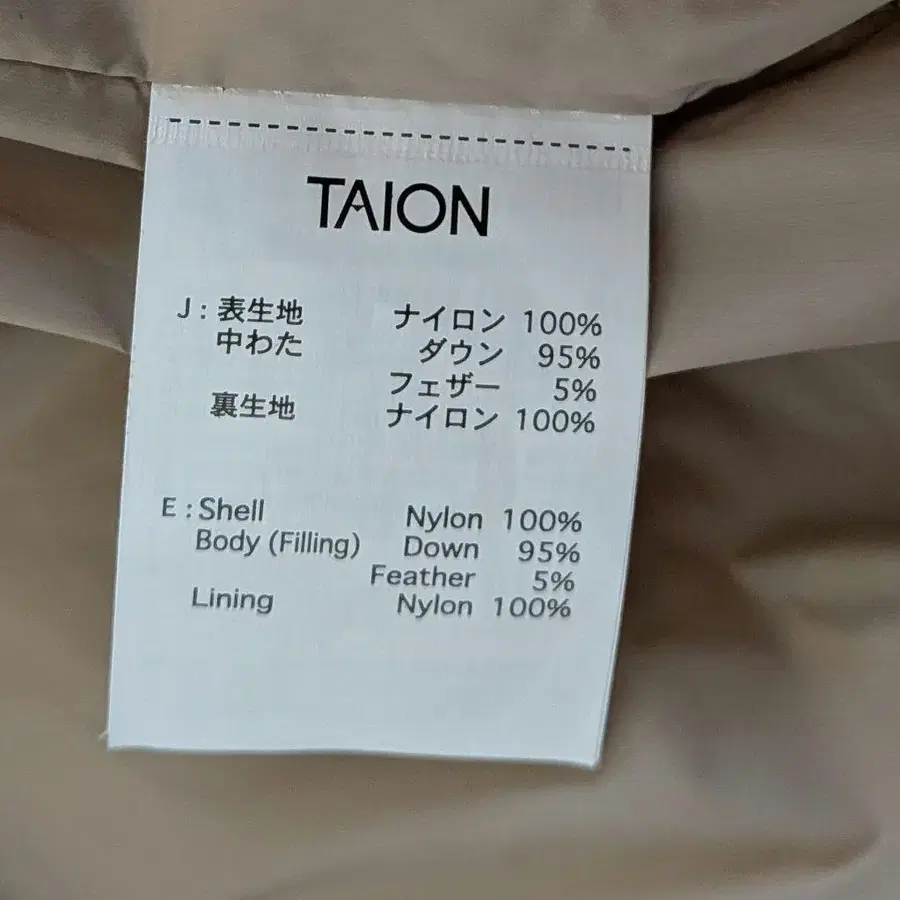 TAION
J : 表生地 ナイロン 100%
中わた ダウン 95%
フェザー 5%
裏生地 ナイロン 100%
E : Shell Nylon 100%
Body (Filling) Down 95%
Feather 5%
Lining Nylon 100%